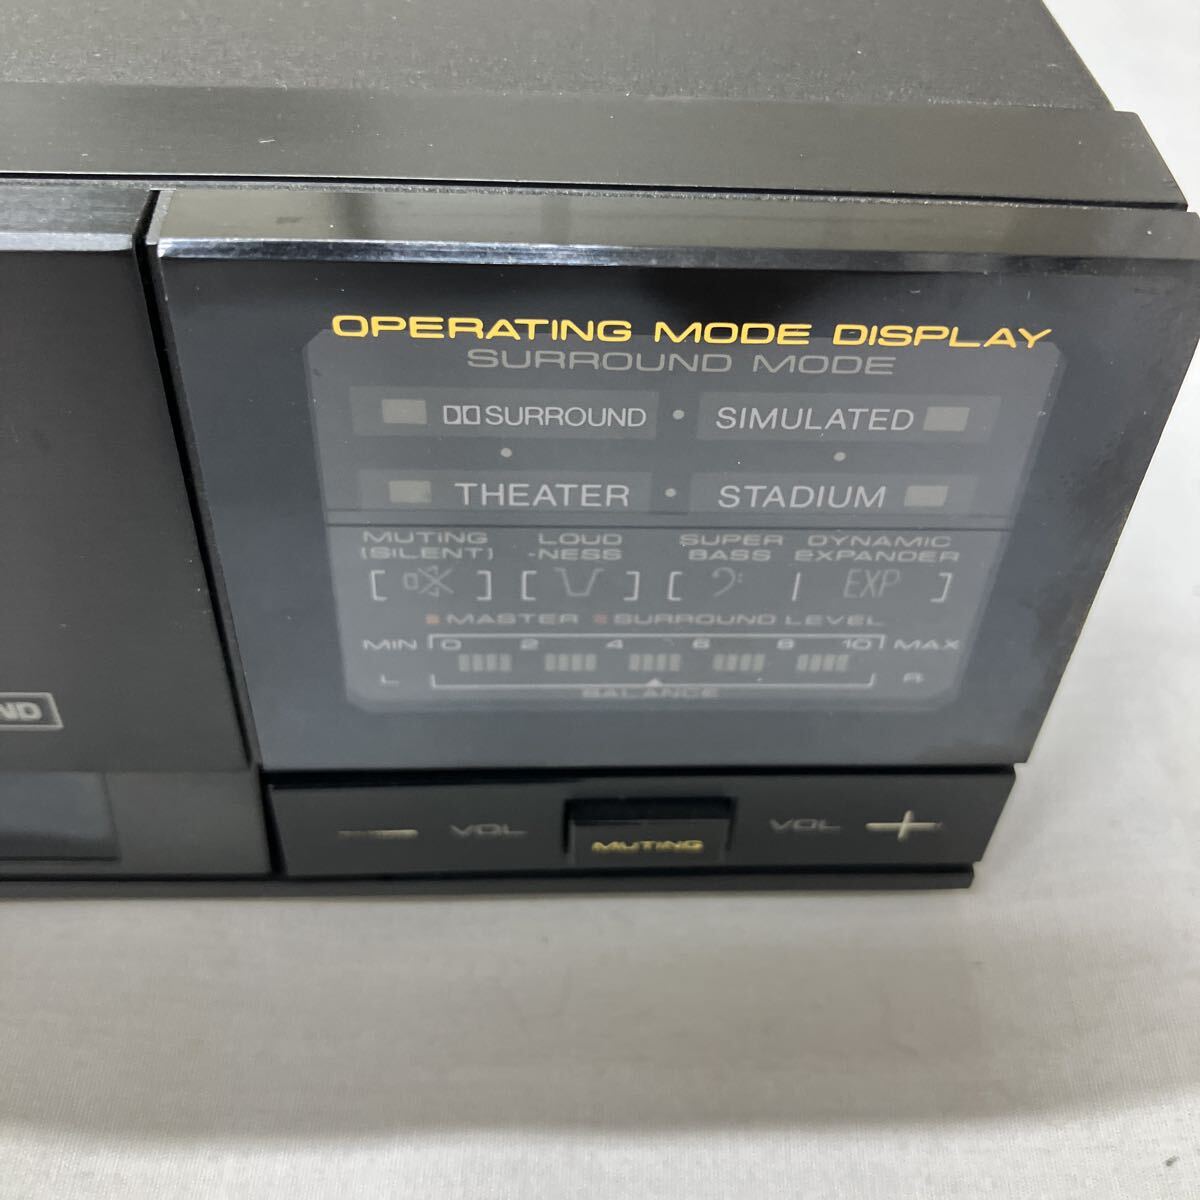 OPERATING MODE DISPLAY
SURROUND MODE
SURROUND • SIMULATED
THEATER • STADIUM
MUTING (SILENT) LOUD -NESS SUPER BASS DYNAMIC EXPANDER
[ ] [ ] [ | EXP ]
MASTER SURROUND LEVEL
MIN 0 2 4 6 8 10 MAX
L R
BALANCE
ND
— VOL MUTING VOL +